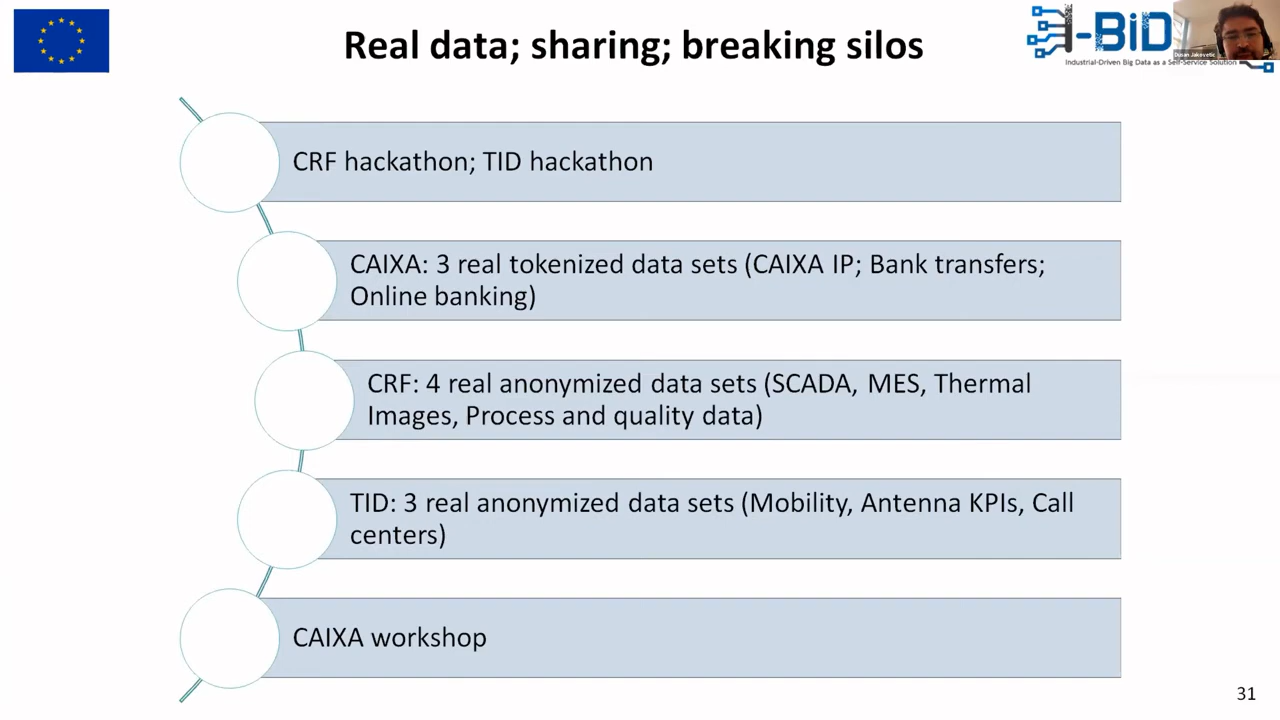 Real data; sharing; breaking silos
I-BiD
Industrial-Driven Big Data as a Self-Service Solution
Dusan Jakovetic
CRF hackathon; TID hackathon
CAIXA: 3 real tokenized data sets (CAIXA IP; Bank transfers;
Online banking)
CRF: 4 real anonymized data sets (SCADA, MES, Thermal
Images, Process and quality data)
TID: 3 real anonymized data sets (Mobility, Antenna KPIs, Call
centers)
CAIXA workshop
31